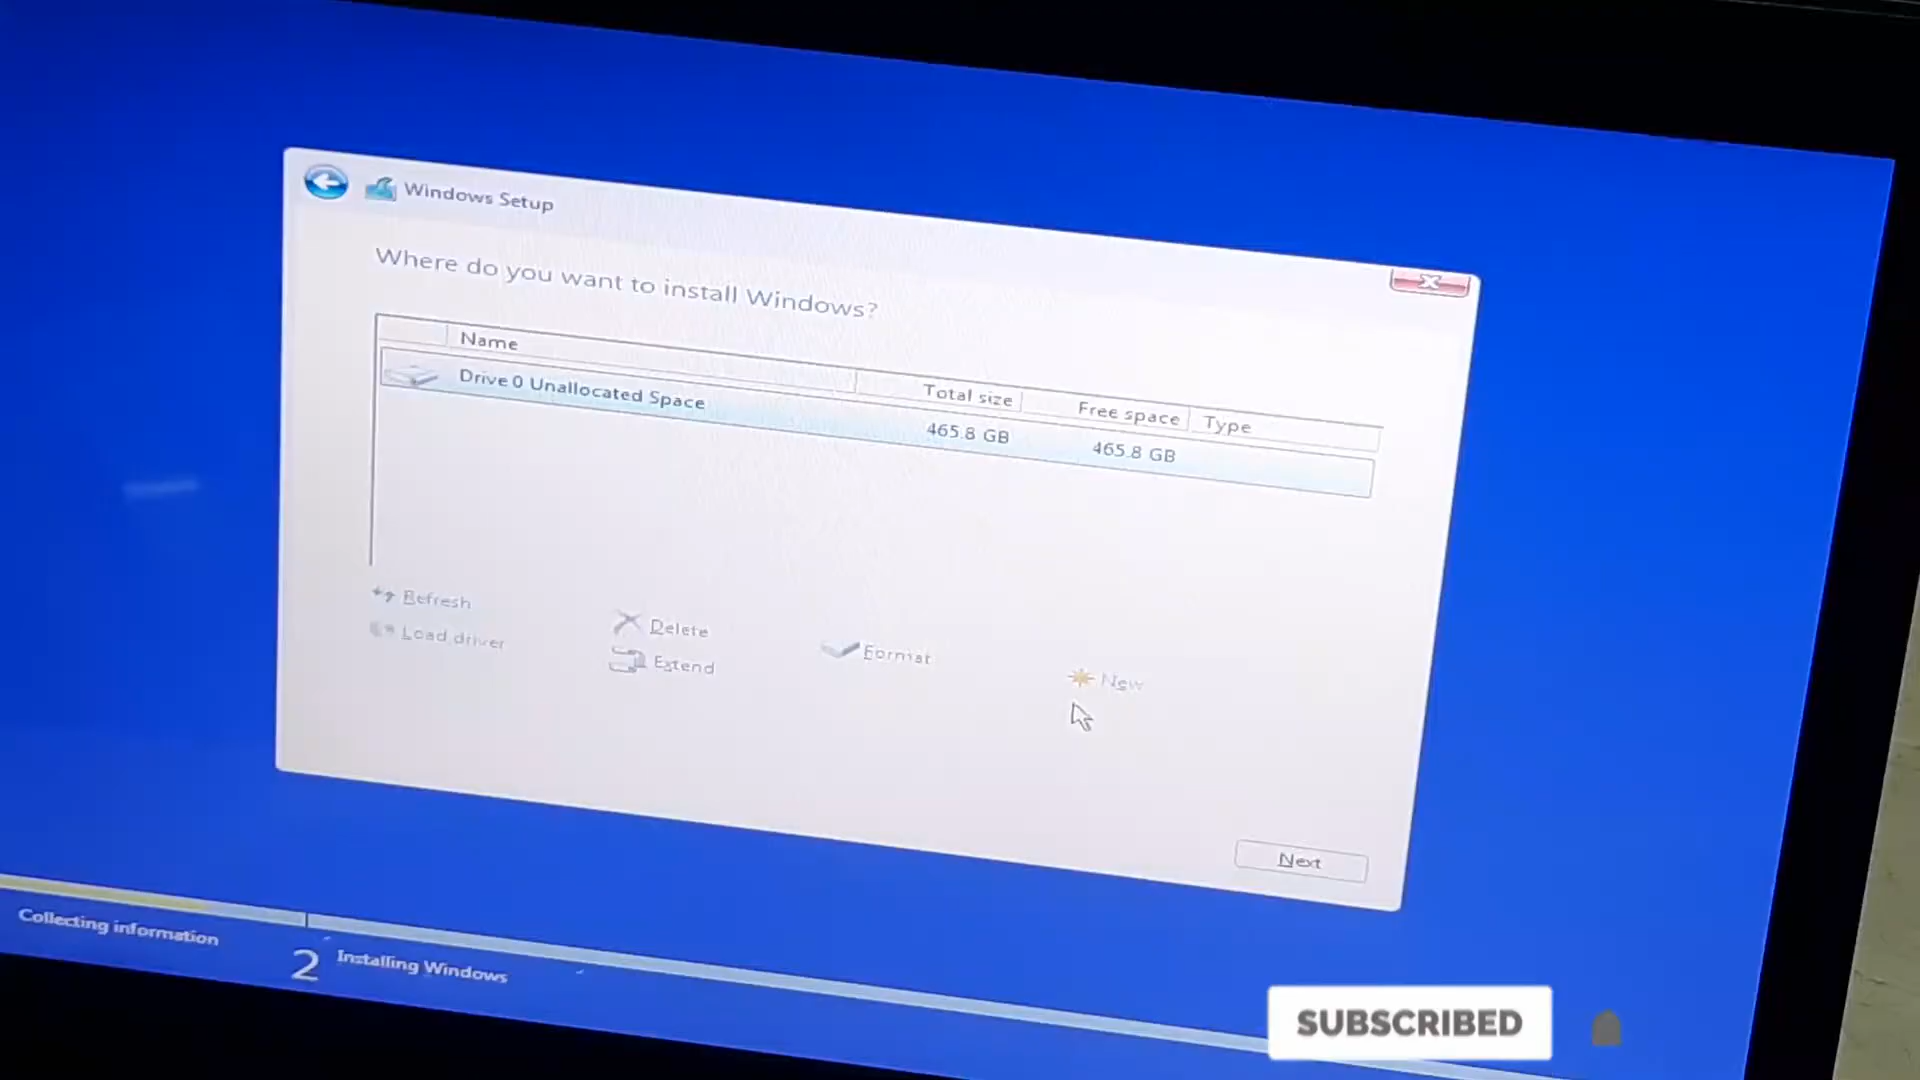 Windows Setup
Where do you want to install Windows?
Name Total size Free space Type
Drive 0 Unallocated Space 465.8 GB 465.8 GB
Refresh Delete Format New
Load driver Extend
Next
Collecting information
2 Installing Windows
SUBSCRIBED